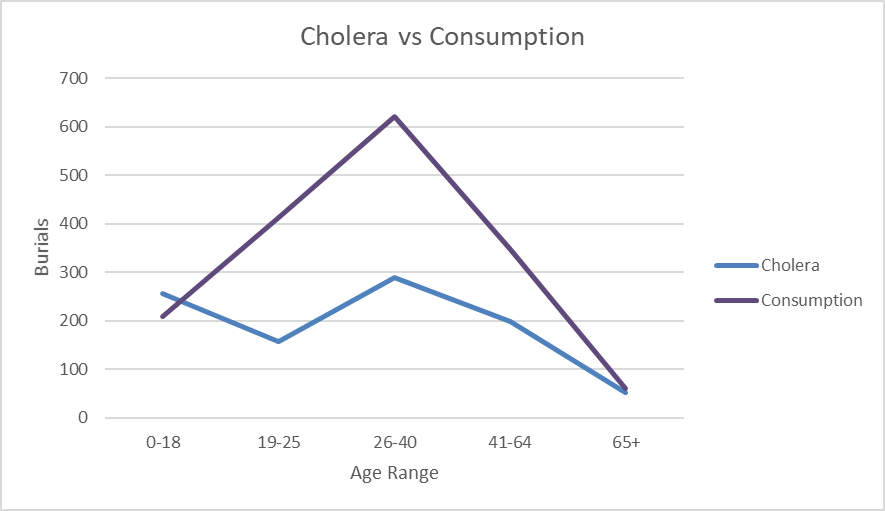 Cholera vs Consumption
700
600
500
400
300
200
100
0
Burials
0-18 19-25 26-40 41-64 65+
Age Range
Cholera
Consumption